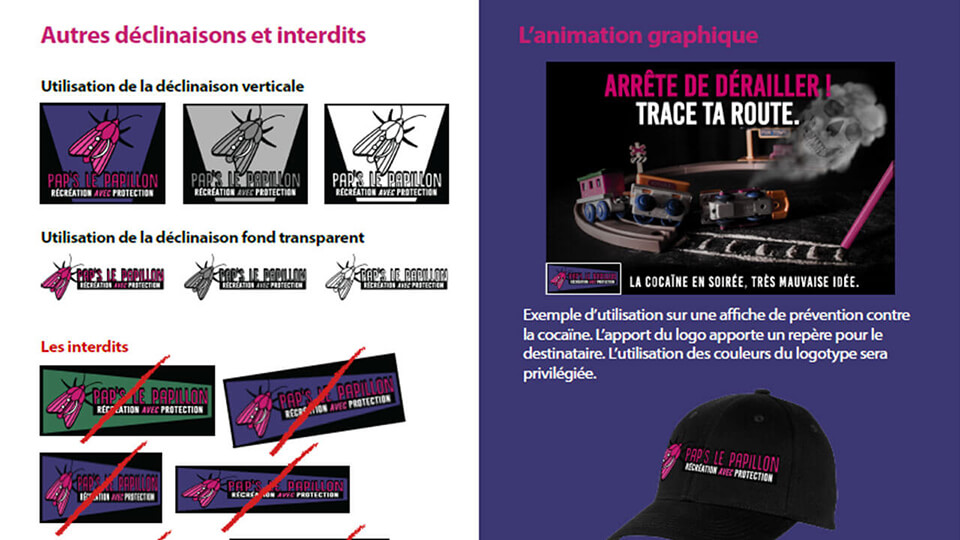 Autres déclinaisons et interdits
Utilisation de la déclinaison verticale
PAP'S LE PAPILLON
RÉCRÉATION AVEC PROTECTION
PAP'S LE PAPILLON
RÉCRÉATION AVEC PROTECTION
PAP'S LE PAPILLON
RÉCRÉATION AVEC PROTECTION
Utilisation de la déclinaison fond transparent
PAP'S LE PAPILLON
RÉCRÉATION AVEC PROTECTION
PAP'S LE PAPILLON
RÉCRÉATION AVEC PROTECTION
PAP'S LE PAPILLON
RÉCRÉATION AVEC PROTECTION
Les interdits
PAP'S LE PAPILLON
RÉCRÉATION AVEC PROTECTION
PAP'S LE PAPILLON
RÉCRÉATION AVEC PROTECTION
PAP'S LE PAPILLON
RÉCRÉATION AVEC PROTECTION
PAP'S LE PAPILLON
RÉCRÉATION AVEC PROTECTION
L'animation graphique
ARRÊTE DE DÉRAILLER !
TRACE TA ROUTE.
PAP'S LE PAPILLON
RÉCRÉATION AVEC PROTECTION
LA COCAÏNE EN SOIRÉE, TRÈS MAUVAISE IDÉE.
Exemple d'utilisation sur une affiche de prévention contre
la cocaïne. L'apport du logo apporte un repère pour le
destinataire. L'utilisation des couleurs du logotype sera
privilégiée.
PAP'S LE PAPILLON
RÉCRÉATION AVEC PROTECTION